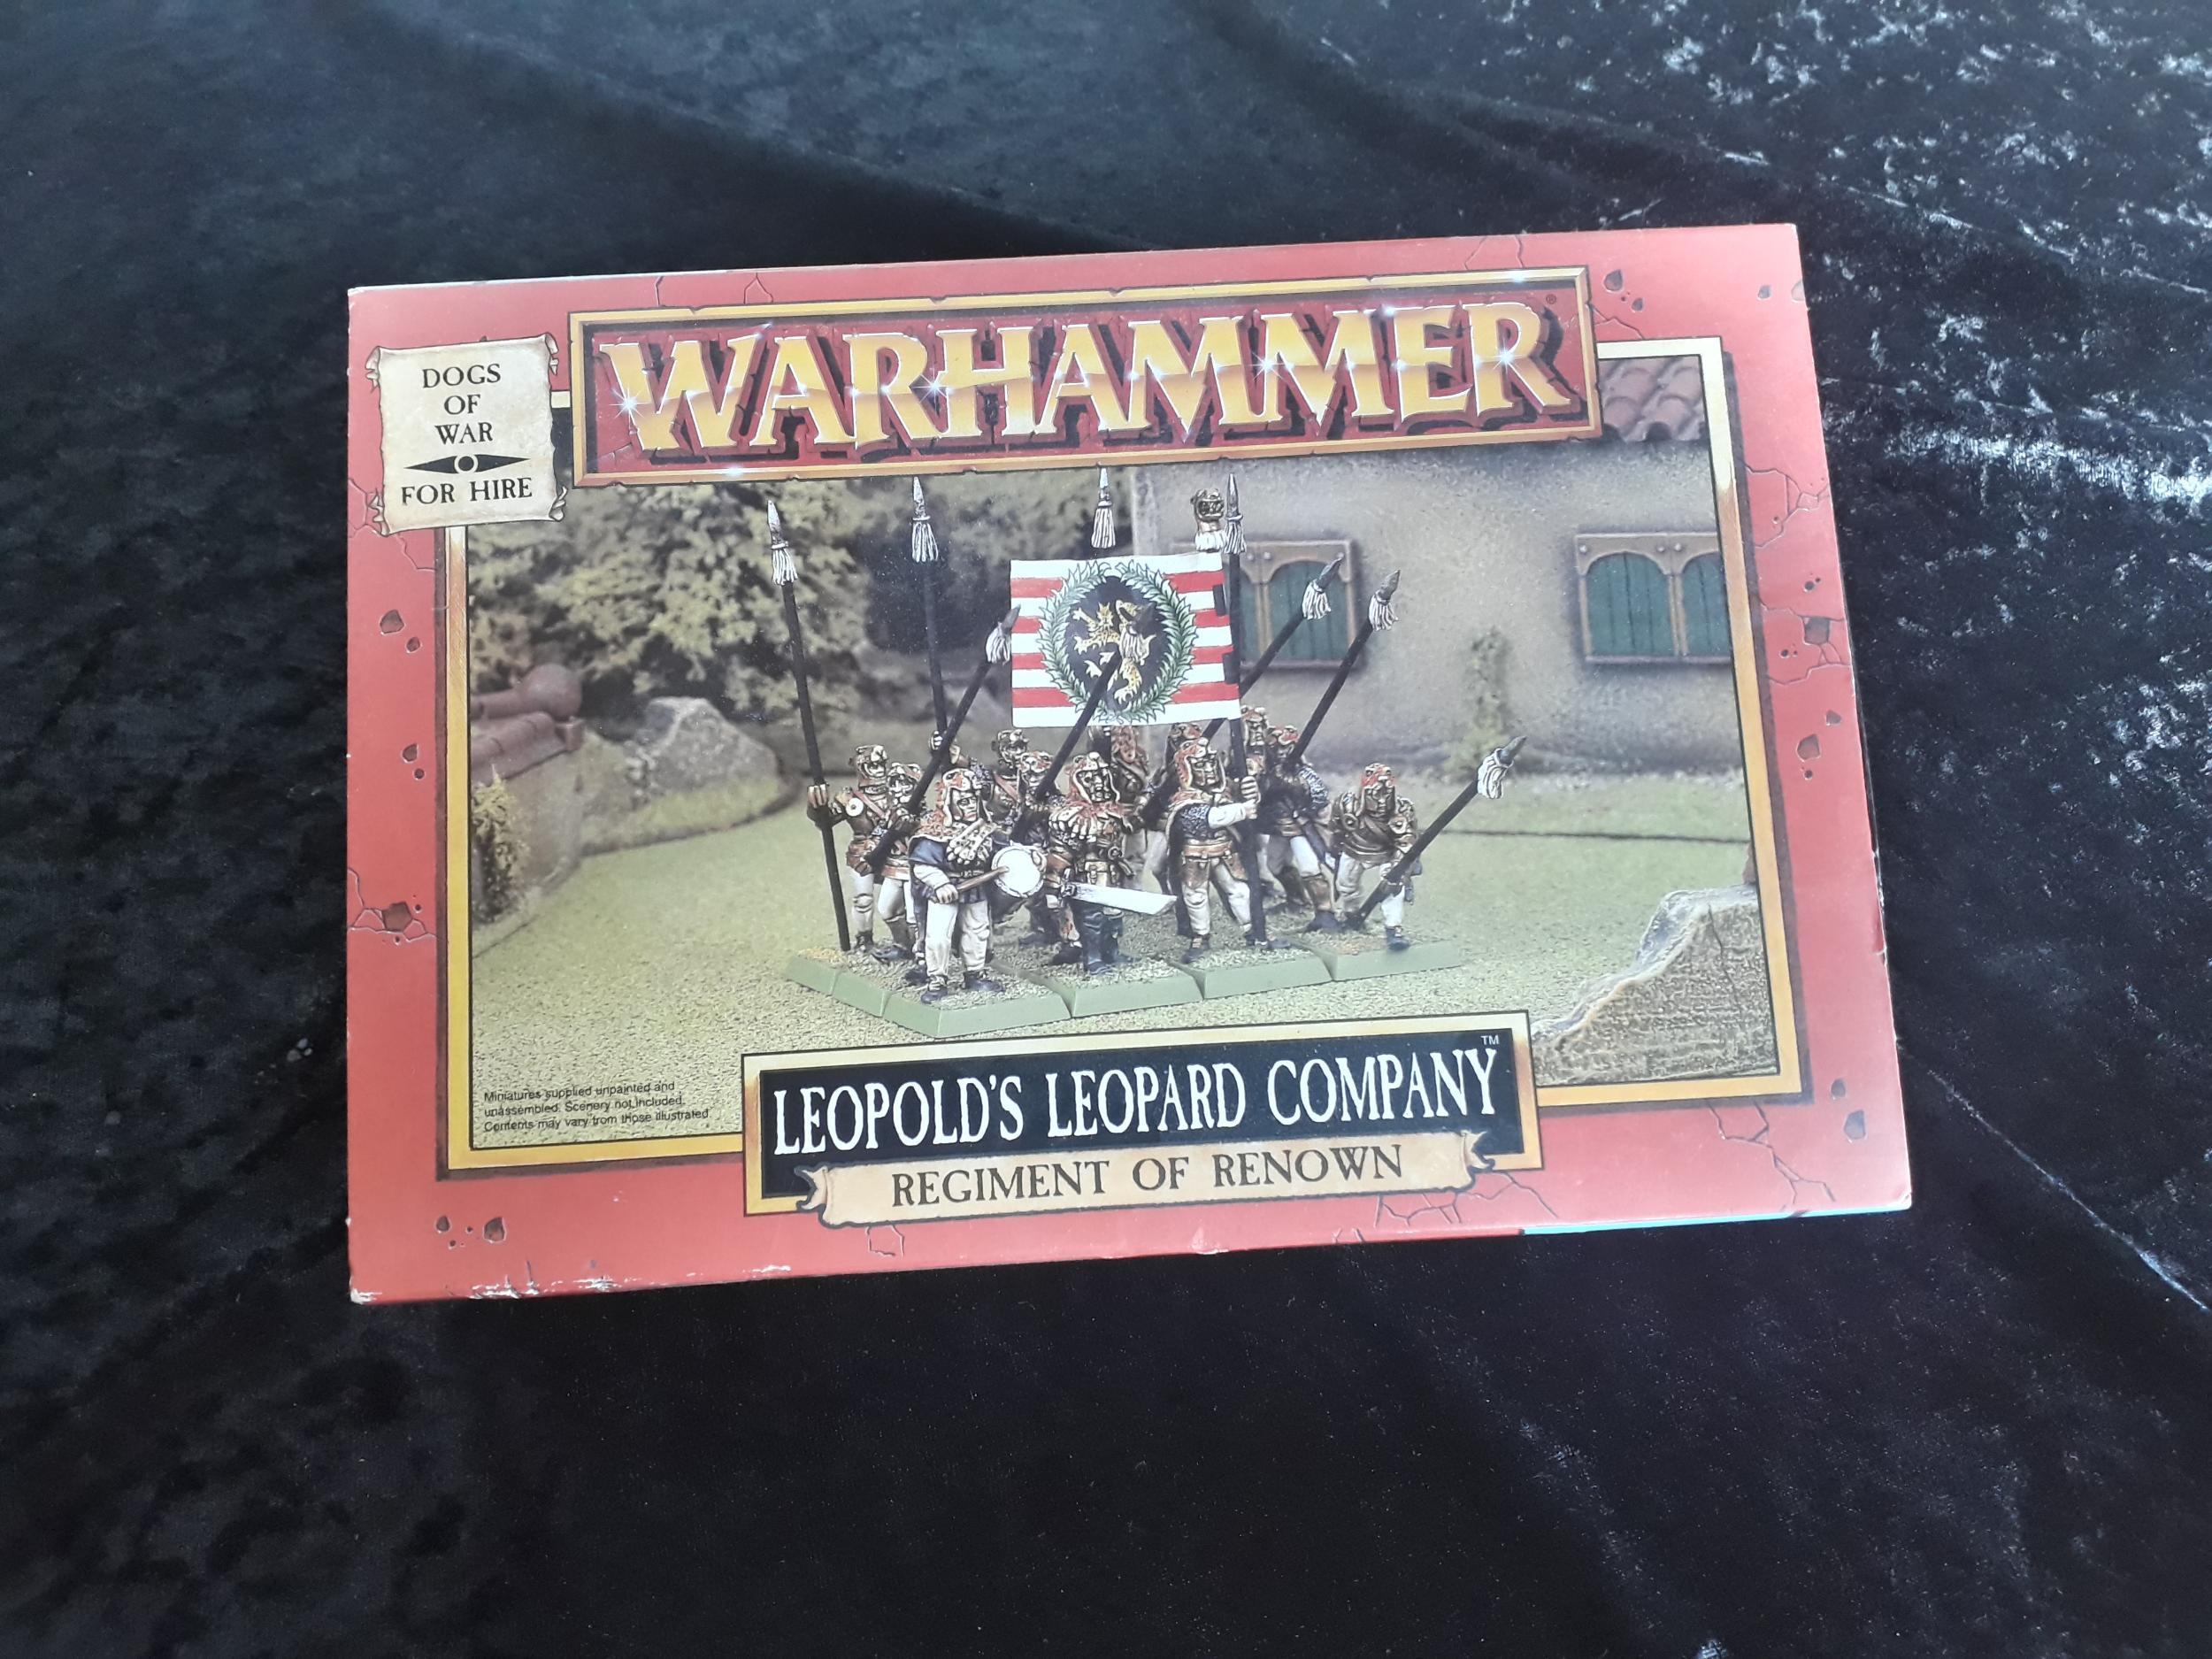 DOGS
OF
WAR
FOR HIRE
WARHAMMER®
Miniatures supplied unpainted and
unassembled. Scenery not included.
Contents may vary from those illustrated.
LEOPOLD'S LEOPARD COMPANY™
REGIMENT OF RENOWN